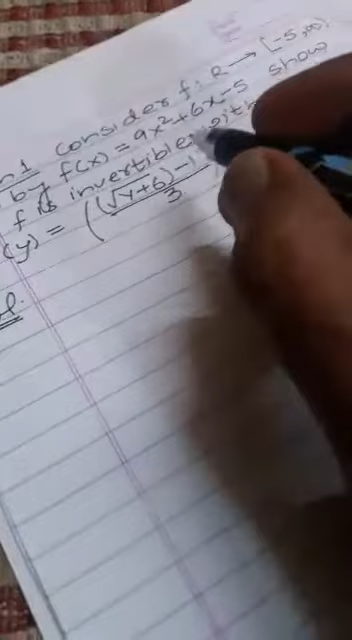 consider f: R → [-5, ∞)
by f(x) = 9x²+6x-5 show
f is invertible with
(y) = ((√y+6)-1
3